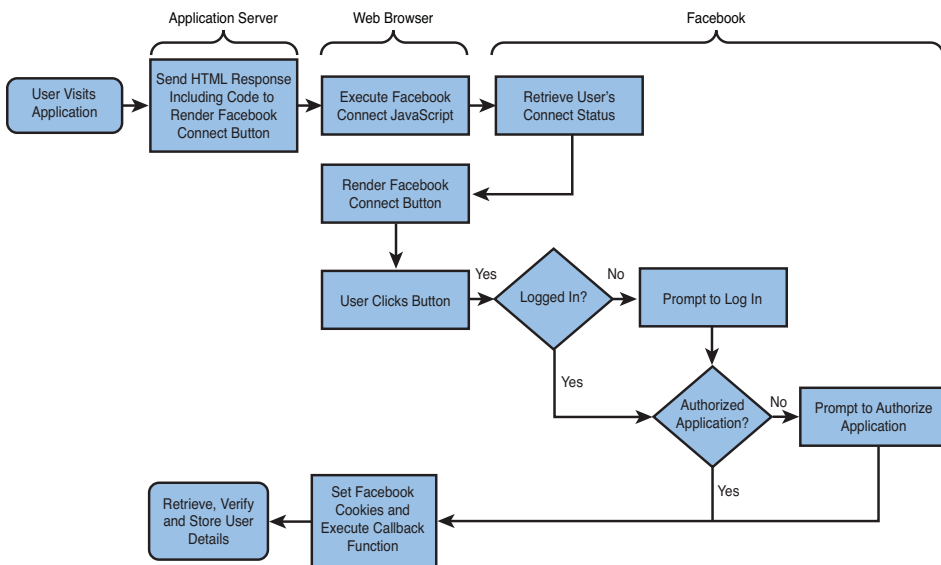 Application Server
Web Browser
Facebook
User Visits
Application
Send HTML Response
Including Code to
Render Facebook
Connect Button
Execute Facebook
Connect JavaScript
Retrieve User's
Connect Status
Render Facebook
Connect Button
User Clicks Button
Yes
Logged In?
No
Prompt to Log In
Yes
Authorized
Application?
No
Prompt to Authorize
Application
Yes
Set Facebook
Cookies and
Execute Callback
Function
Retrieve, Verify
and Store User
Details